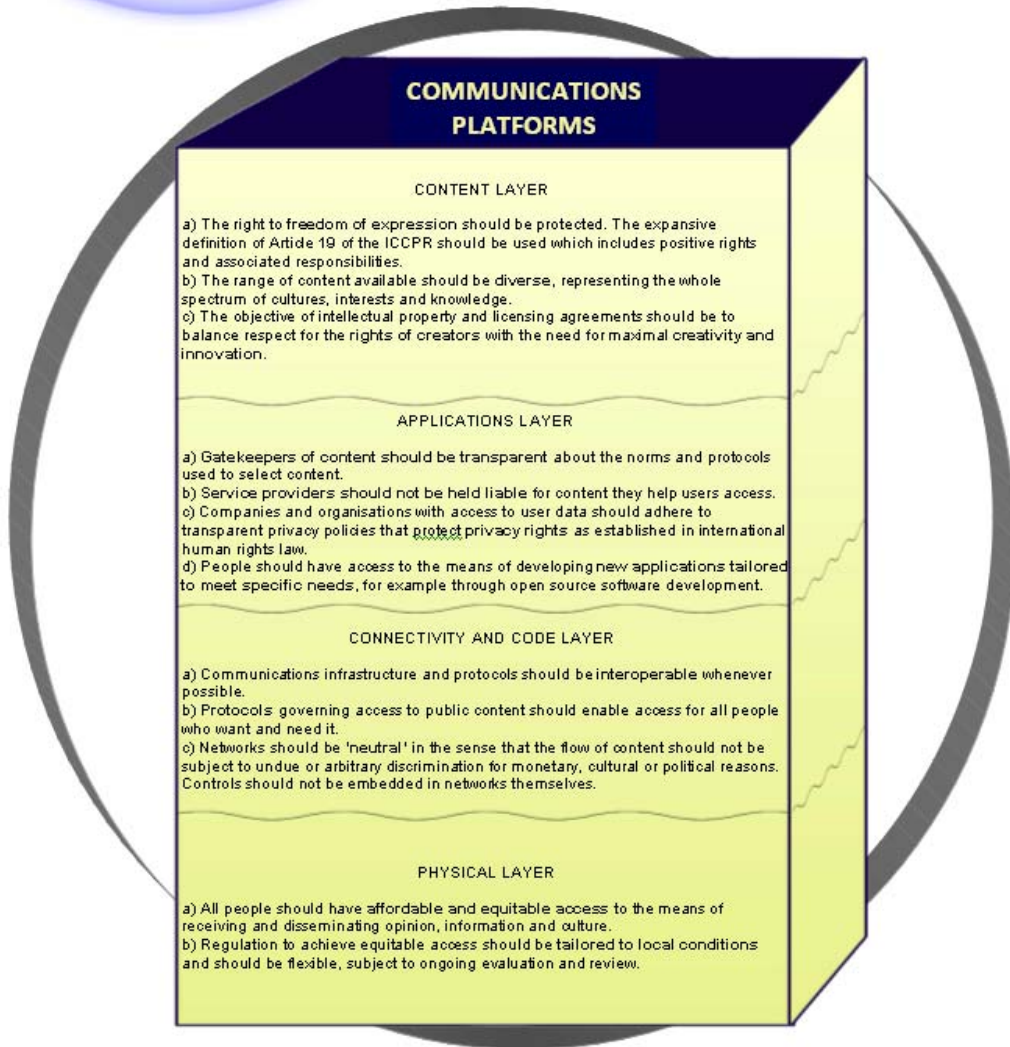 COMMUNICATIONS
PLATFORMS
CONTENT LAYER
a) The right to freedom of expression should be protected. The expansive
definition of Article 19 of the ICCPR should be used which includes positive rights
and associated responsibilities.
b) The range of content available should be diverse, representing the whole
spectrum of cultures, interests and knowledge.
c) The objective of intellectual property and licensing agreements should be to
balance respect for the rights of creators with the need for maximal creativity and
innovation.
APPLICATIONS LAYER
a) Gatekeepers of content should be transparent about the norms and protocols
used to select content.
b) Service providers should not be held liable for content they help users access.
c) Companies and organisations with access to user data should adhere to
transparent privacy policies that protect privacy rights as established in international
human rights law.
d) People should have access to the means of developing new applications tailored
to meet specific needs, for example through open source software development.
CONNECTIVITY AND CODE LAYER
a) Communications infrastructure and protocols should be interoperable whenever
possible.
b) Protocols governing access to public content should enable access for all people
who want and need it.
c) Networks should be 'neutral' in the sense that the flow of content should not be
subject to undue or arbitrary discrimination for monetary, cultural or political reasons.
Controls should not be embedded in networks themselves.
PHYSICAL LAYER
a) All people should have affordable and equitable access to the means of
receiving and disseminating opinion, information and culture.
b) Regulation to achieve equitable access should be tailored to local conditions
and should be flexible, subject to ongoing evaluation and review.